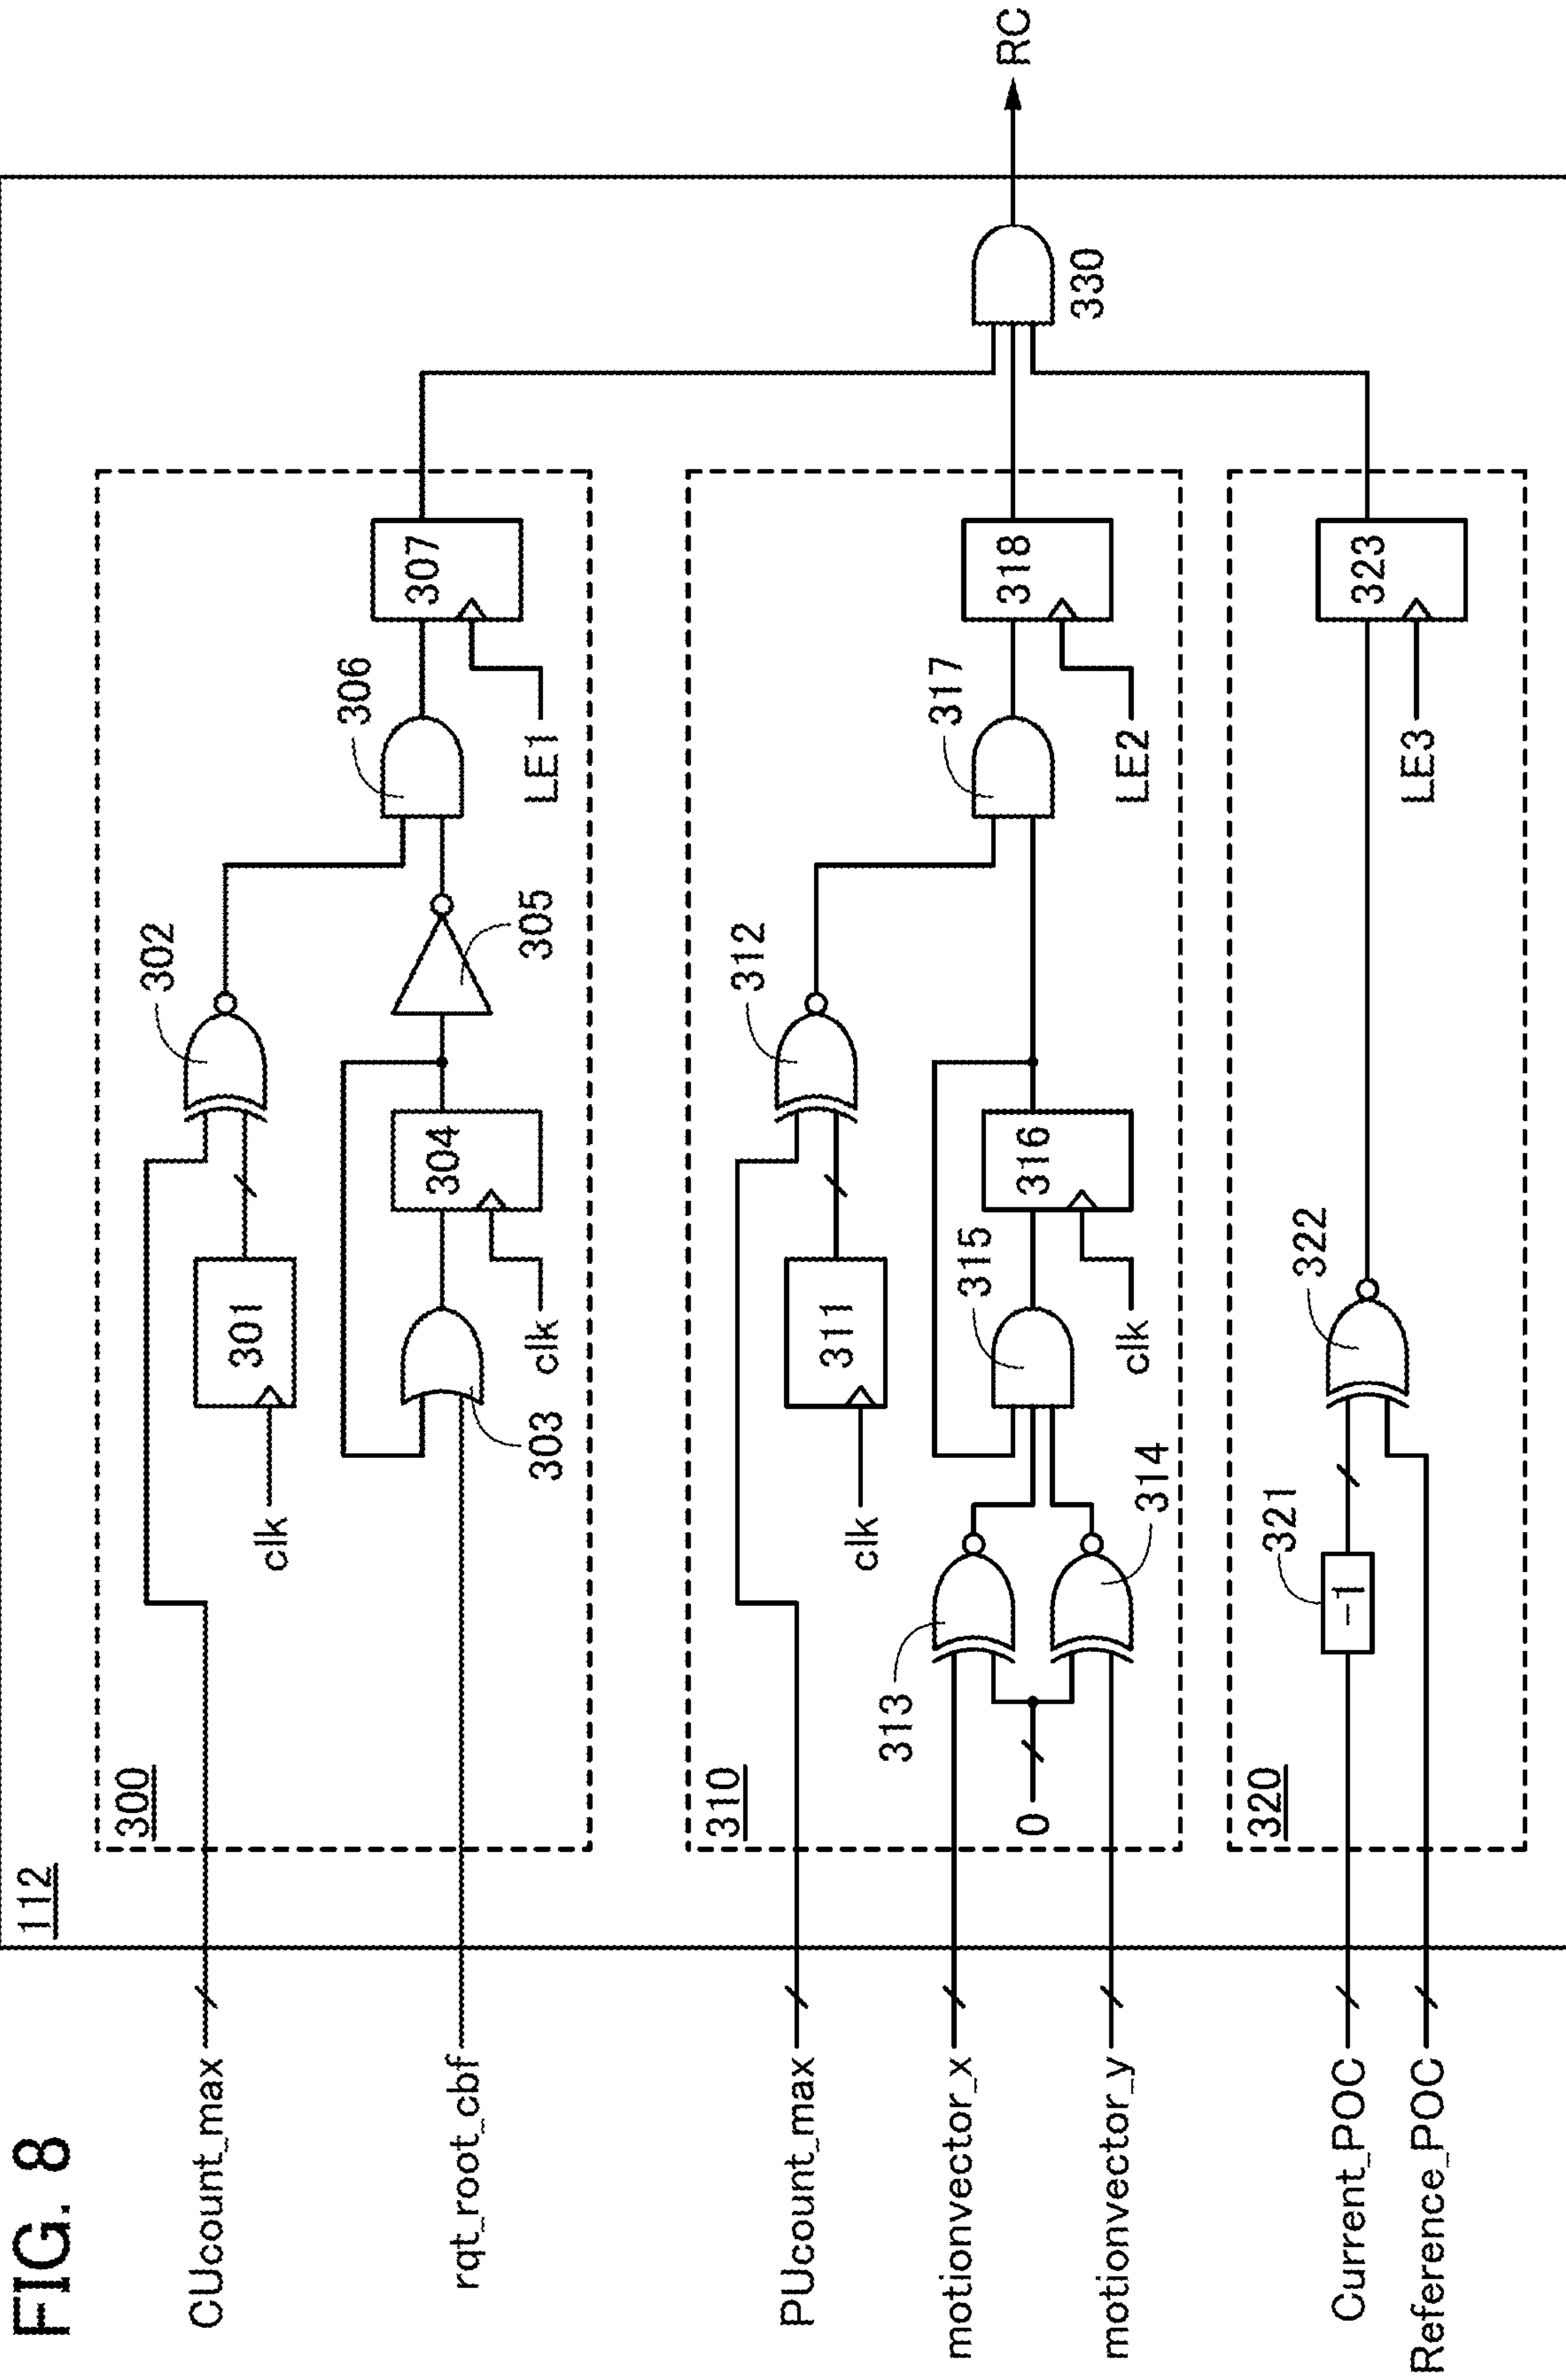 FIG. 8
112
CUcount_max
rqt_root_cbf
300
clk
301
302
303
304
clk
305
306
307
LE1
PUcount_max
motionvector_x
motionvector_y
310
0
clk
311
312
313
314
315
316
clk
317
318
LE2
Current_POC
Reference_POC
320
321
-1
322
323
LE3
330
RC